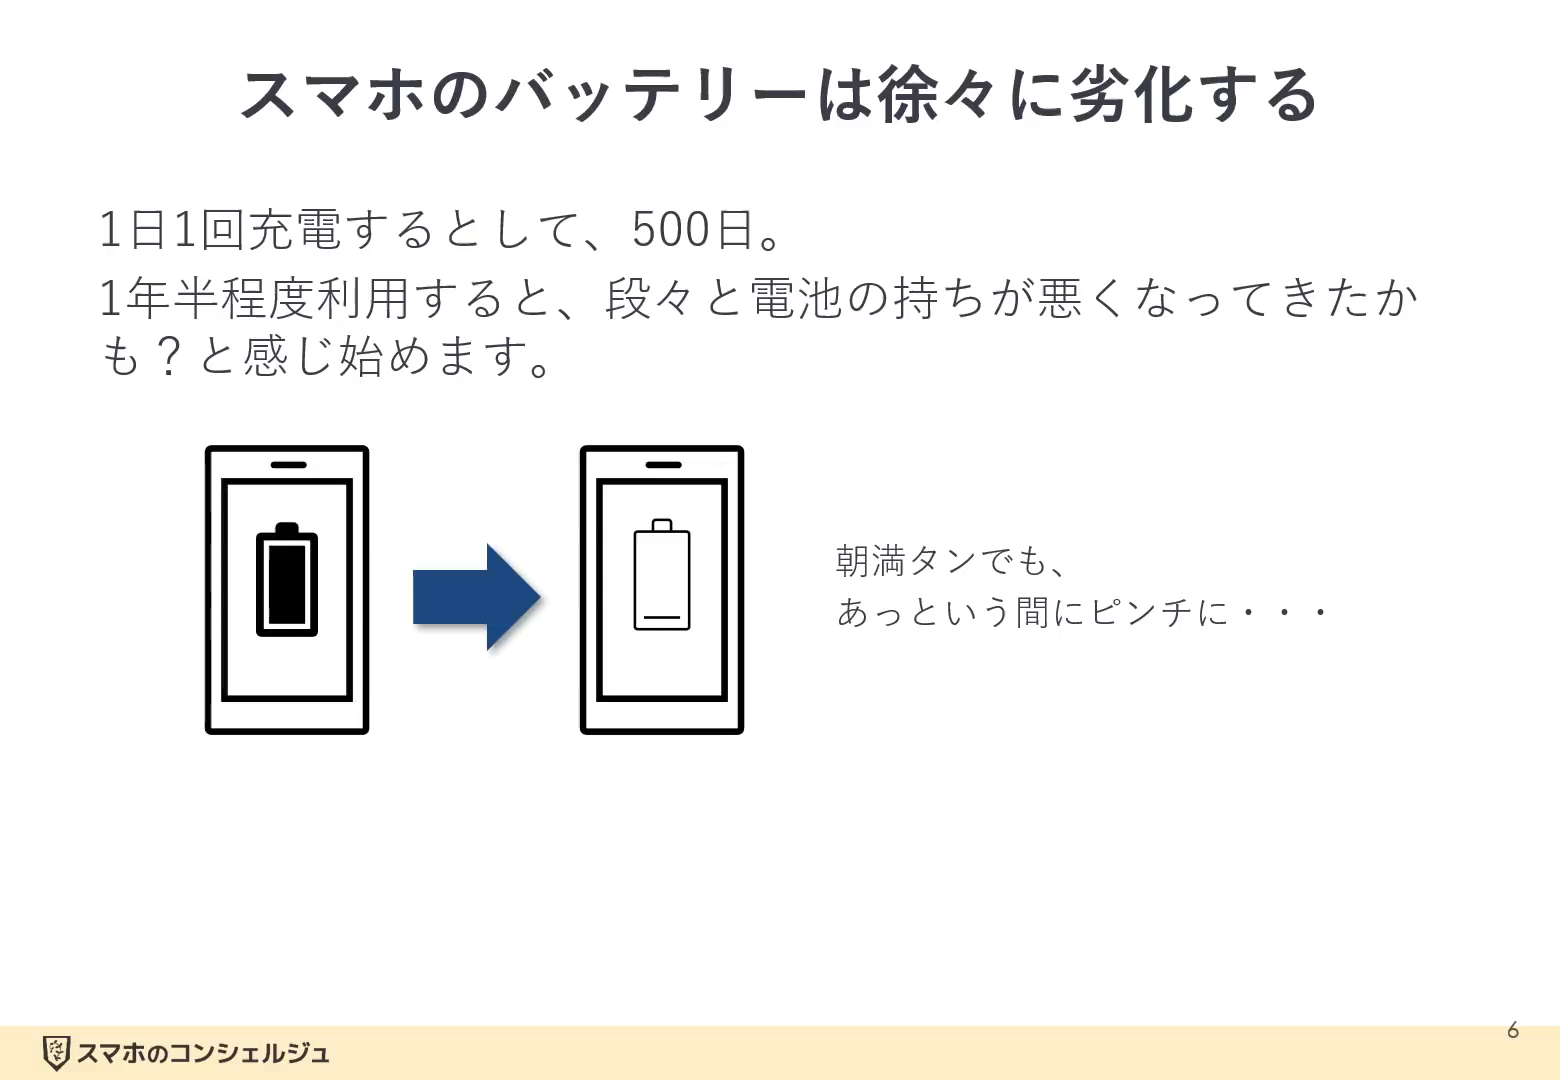 スマホのバッテリーは徐々に劣化する
1日1回充電するとして、500日。
1年半程度利用すると、段々と電池の持ちが悪くなってきたか
も？と感じ始めます。
朝満タンでも、
あっという間にピンチに・・・
6
スマホのコンシェルジュ